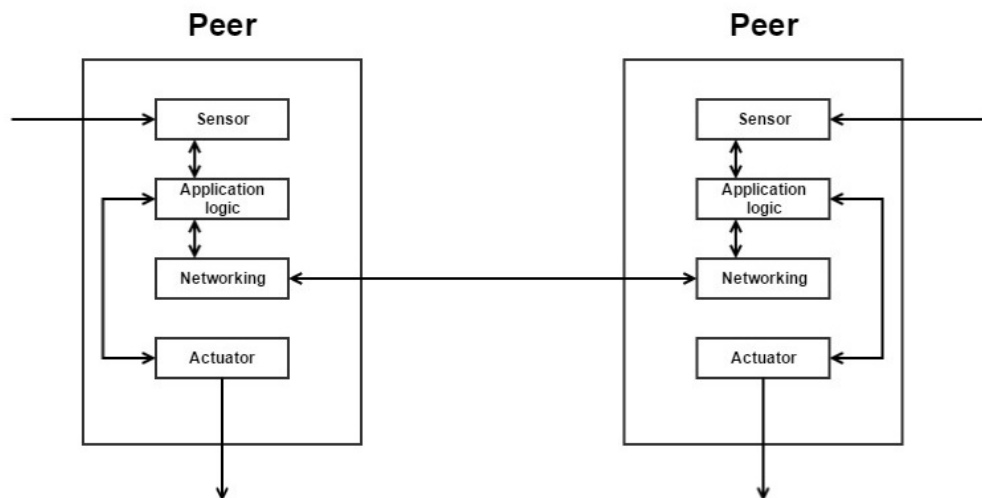 Peer
Sensor
Application
logic
Networking
Actuator
Peer
Sensor
Application
logic
Networking
Actuator